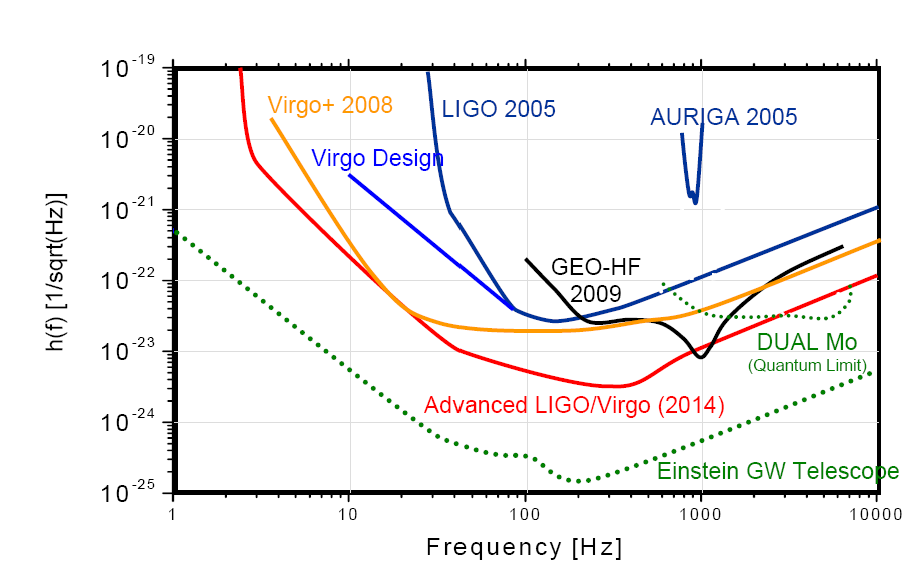 10^-19
10^-20
10^-21
10^-22
10^-23
10^-24
10^-25
h(f) [1/sqrt(Hz)]
Virgo+ 2008
LIGO 2005
AURIGA 2005
Virgo Design
GEO-HF
2009
DUAL Mo
(Quantum Limit)
Advanced LIGO/Virgo (2014)
Einstein GW Telescope
1
10
100
1000
10000
Frequency [Hz]